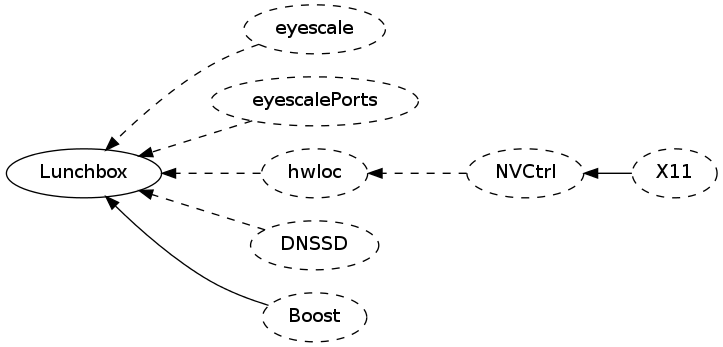 eyescale
eyescalePorts
Lunchbox
hwloc
NVCtrl
X11
DNSSD
Boost